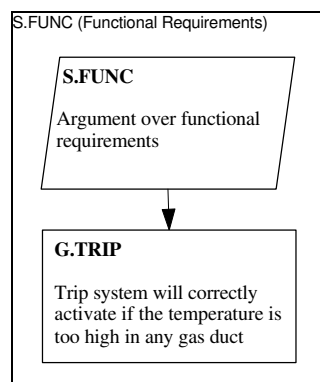 S.FUNC (Functional Requirements)
S.FUNC
Argument over functional
requirements
G.TRIP
Trip system will correctly
activate if the temperature is
too high in any gas duct